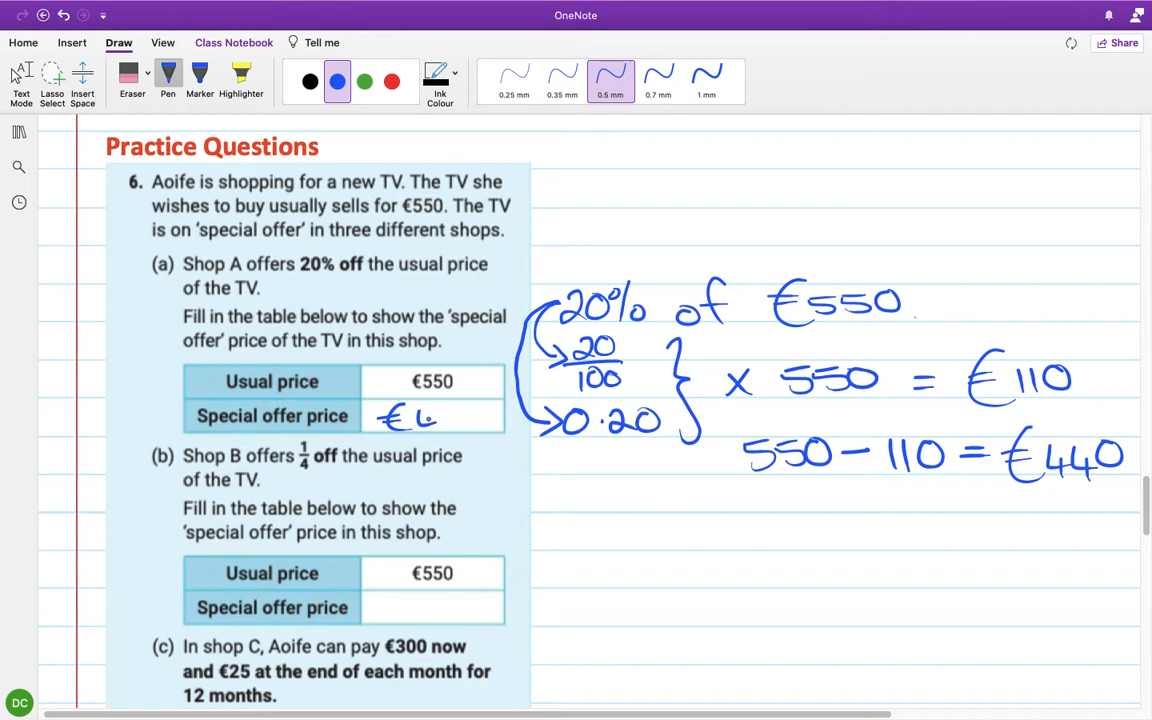 OneNote
Home Insert Draw View Class Notebook Tell me Share
Text Mode
Lasso Select
Insert Space
Eraser
Pen
Marker
Highlighter
Ink Colour
0.25 mm 0.35 mm 0.5 mm 0.7 mm 1 mm
Practice Questions
6. Aoife is shopping for a new TV. The TV she
wishes to buy usually sells for €550. The TV
is on 'special offer' in three different shops.
(a) Shop A offers 20% off the usual price
of the TV.
Fill in the table below to show the 'special
offer' price of the TV in this shop.
Usual price €550
Special offer price €4
20% of €550
20/100
0.20
} x 550 = €110
550 - 110 = €440
(b) Shop B offers 1/4 off the usual price
of the TV.
Fill in the table below to show the
'special offer' price in this shop.
Usual price €550
Special offer price
(c) In shop C, Aoife can pay €300 now
and €25 at the end of each month for
12 months.
DC